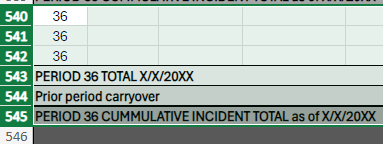 540 36
541 36
542 36
543 PERIOD 36 TOTAL X/X/20XX
544 Prior period carryover
545 PERIOD 36 CUMMULATIVE INCIDENT TOTAL as of X/X/20XX
546